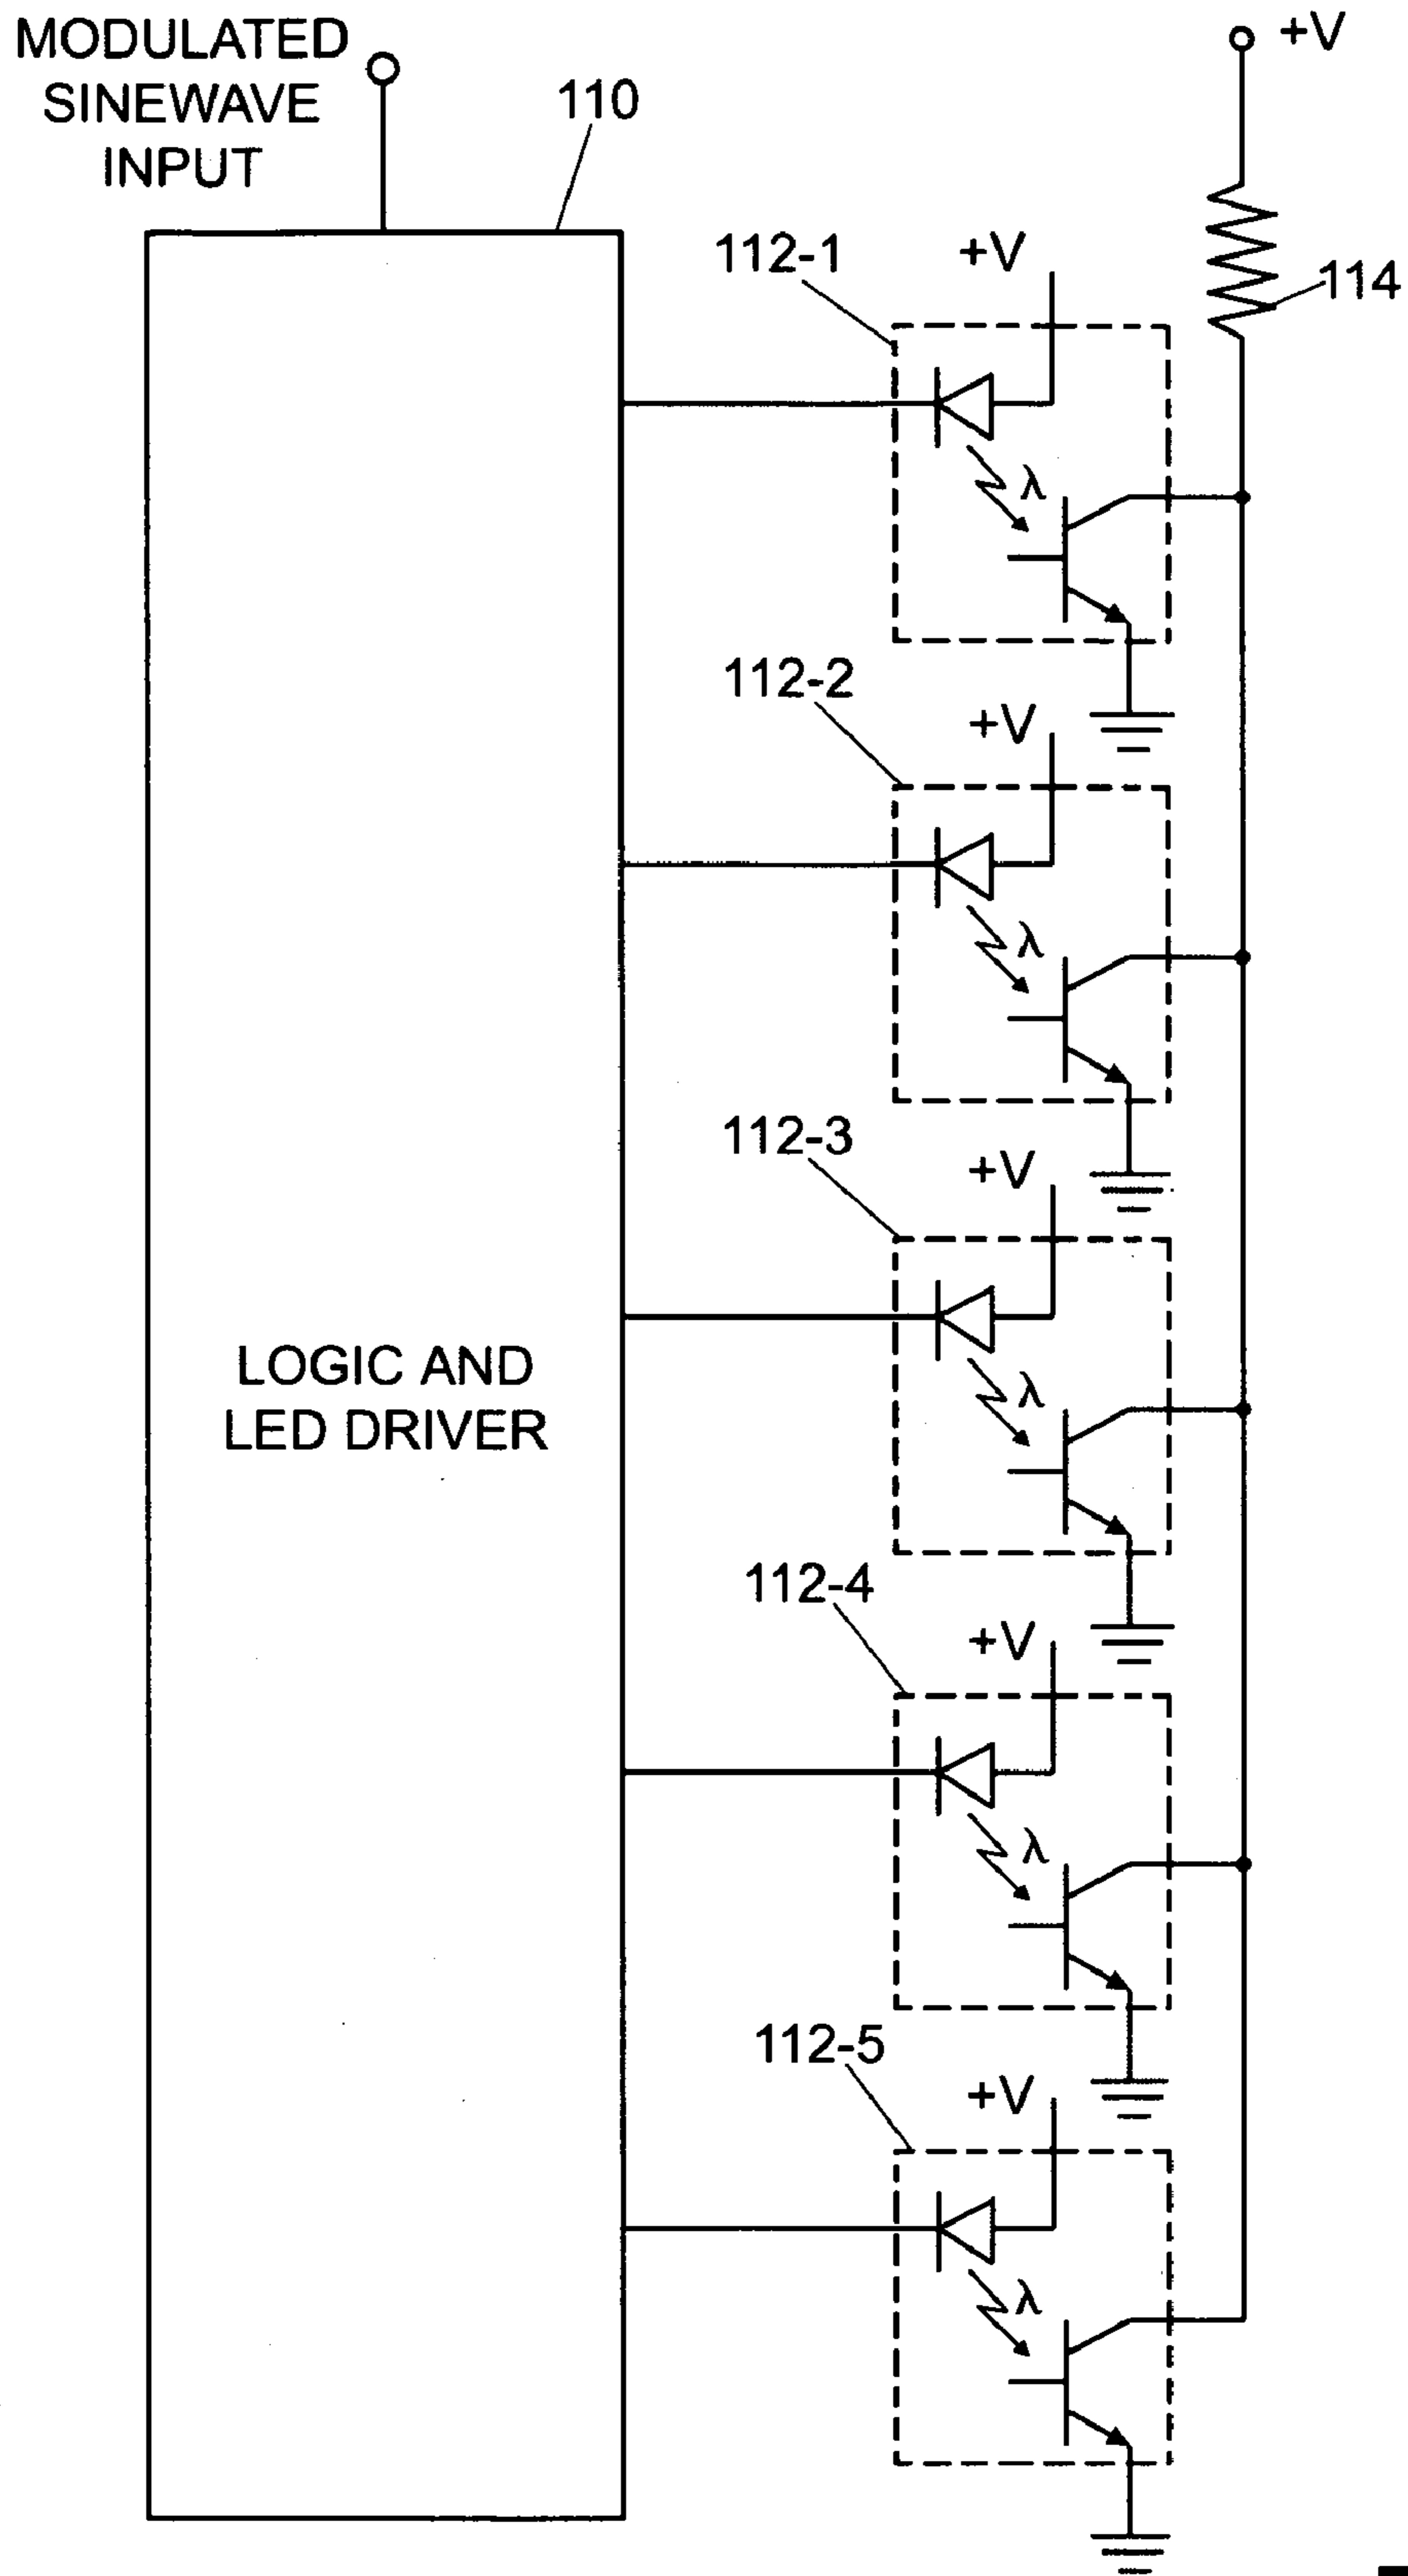 MODULATED
SINEWAVE
INPUT
+V
110
112-1
+V
114
λ
112-2
+V
λ
112-3
+V
λ
LOGIC AND
LED DRIVER
112-4
+V
λ
112-5
+V
λ